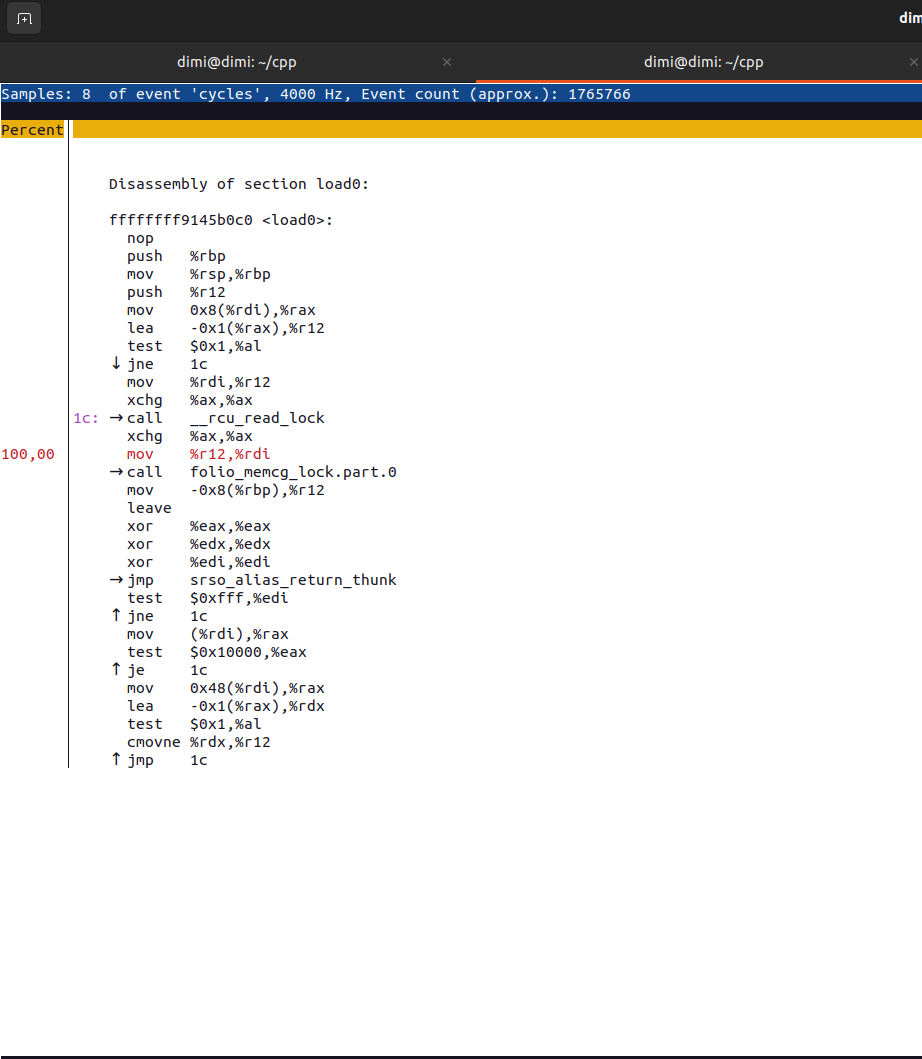 dim
dimi@dimi: ~/cpp × dimi@dimi: ~/cpp ×
Samples: 8  of event 'cycles', 4000 Hz, Event count (approx.): 1765766
Percent
Disassembly of section load0:
ffffffff9145b0c0 <load0>:
nop
push %rbp
mov %rsp,%rbp
push %r12
mov 0x8(%rdi),%rax
lea -0x1(%rax),%r12
test $0x1,%al
↓ jne 1c
mov %rdi,%r12
xchg %ax,%ax
1c: → call __rcu_read_lock
xchg %ax,%ax
100,00 mov %r12,%rdi
→ call folio_memcg_lock.part.0
mov -0x8(%rbp),%r12
leave
xor %eax,%eax
xor %edx,%edx
xor %edi,%edi
→ jmp srso_alias_return_thunk
test $0xfff,%edi
↑ jne 1c
mov (%rdi),%rax
test $0x10000,%eax
↑ je 1c
mov 0x48(%rdi),%rax
lea -0x1(%rax),%rdx
test $0x1,%al
cmovne %rdx,%r12
↑ jmp 1c